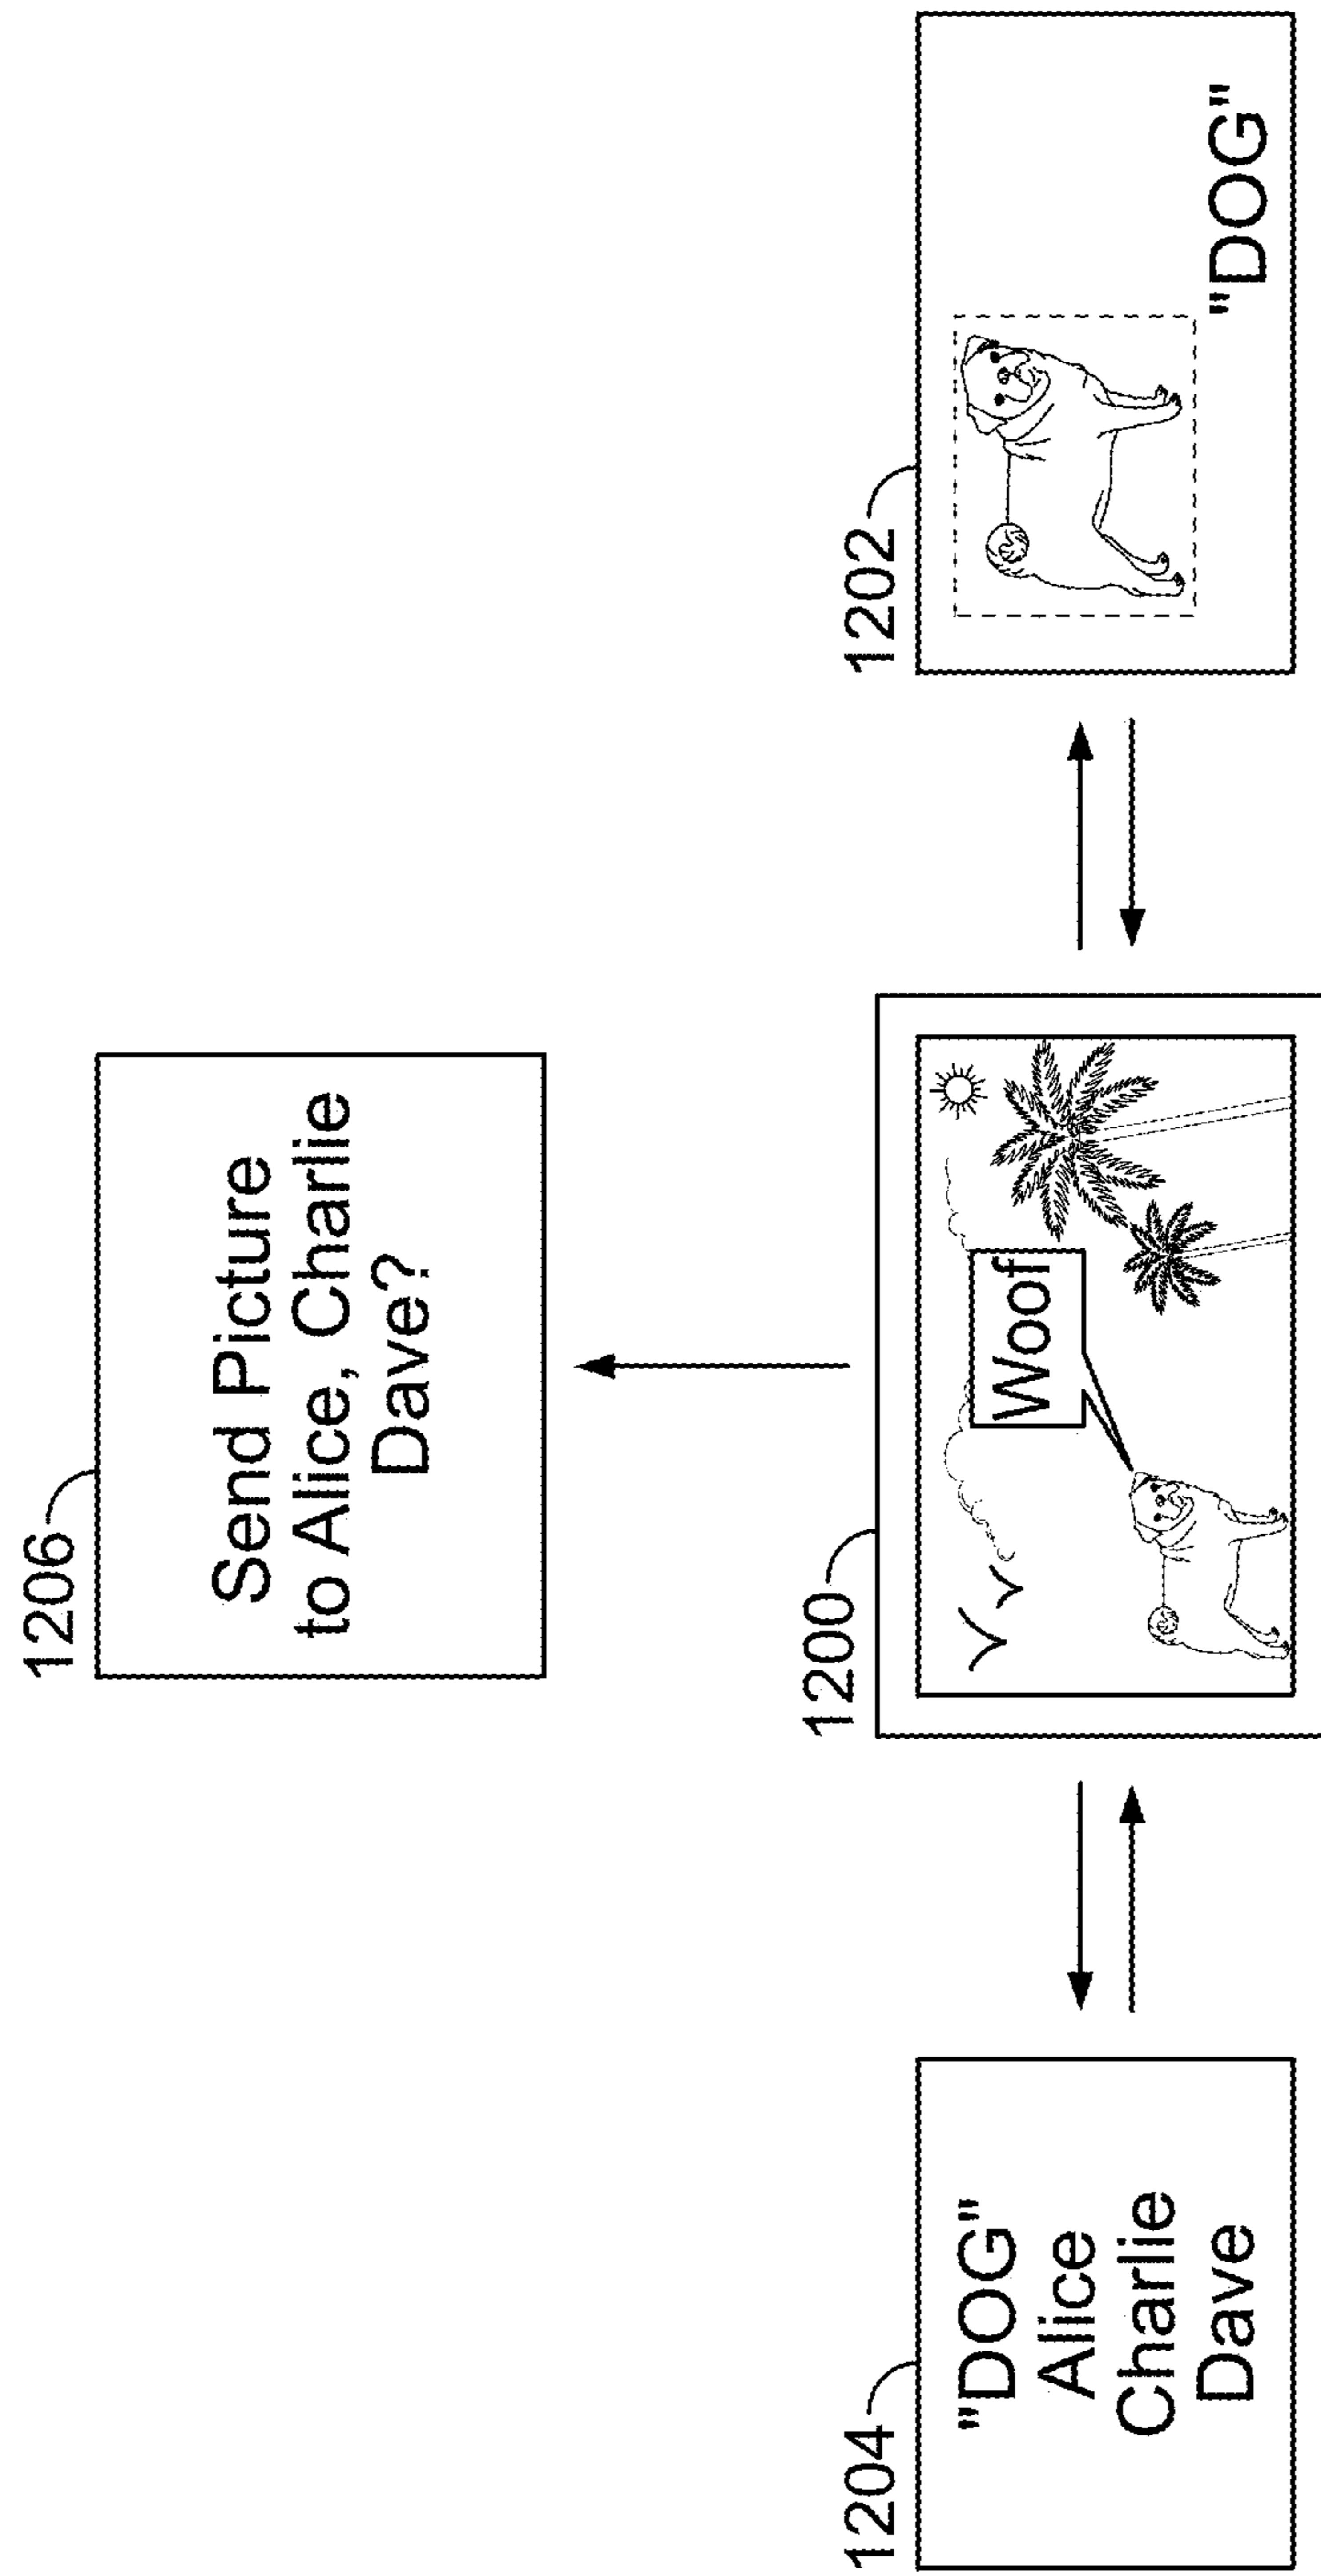 1206
Send Picture
to Alice, Charlie
Dave?
1204
"DOG"
Alice
Charlie
Dave
1200
Woof
1202
"DOG"